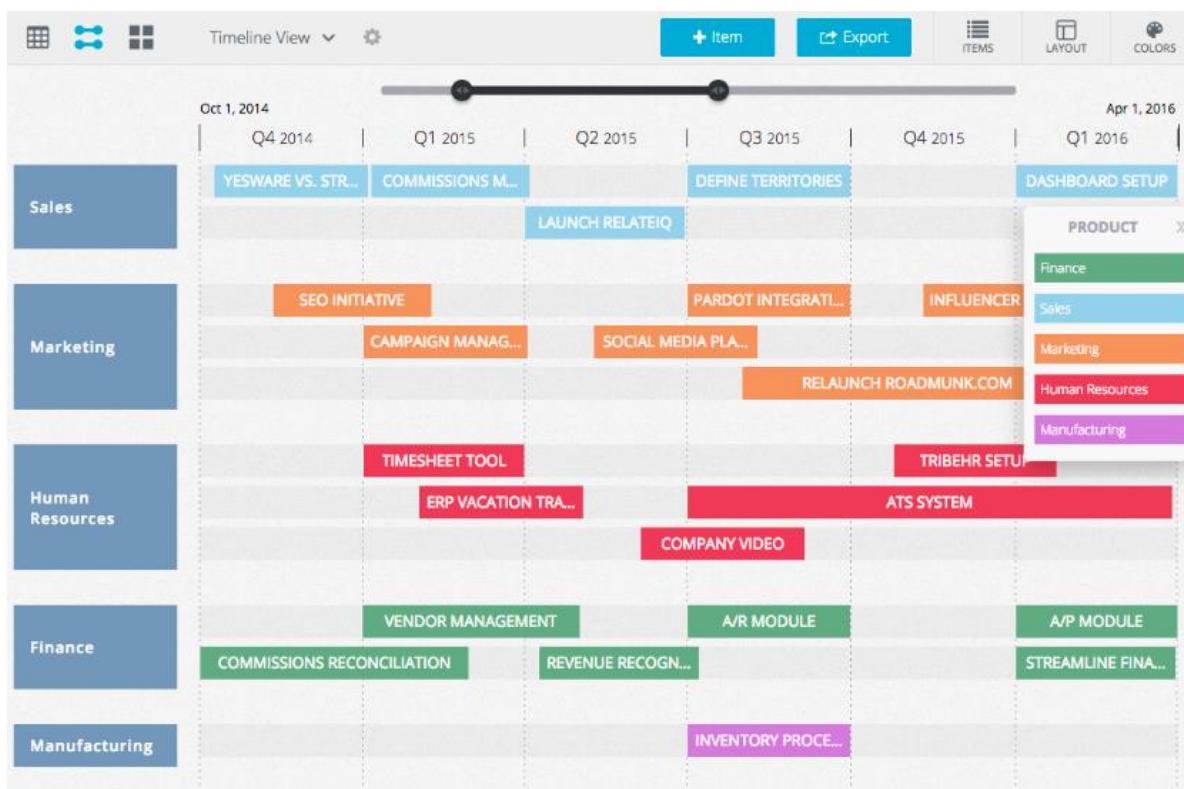 Timeline View
Item
Export
ITEMS
LAYOUT
COLORS
Oct 1, 2014
Apr 1, 2016
Q4 2014
Q1 2015
Q2 2015
Q3 2015
Q4 2015
Q1 2016
Sales
YESWARE VS. STR...
COMMISSIONS M...
DEFINE TERRITORIES
DASHBOARD SETUP
LAUNCH RELATEIQ
PRODUCT
Finance
Sales
Marketing
Human Resources
Manufacturing
Marketing
SEO INITIATIVE
PARDOT INTEGRATI...
INFLUENCER
CAMPAIGN MANAG...
SOCIAL MEDIA PLA...
RELAUNCH ROADMUNK.COM
Human
Resources
TIMESHEET TOOL
TRIBEHR SETUP
ERP VACATION TRA...
ATS SYSTEM
COMPANY VIDEO
Finance
VENDOR MANAGEMENT
A/R MODULE
A/P MODULE
COMMISSIONS RECONCILIATION
REVENUE RECOGN...
STREAMLINE FINA...
Manufacturing
INVENTORY PROCE...